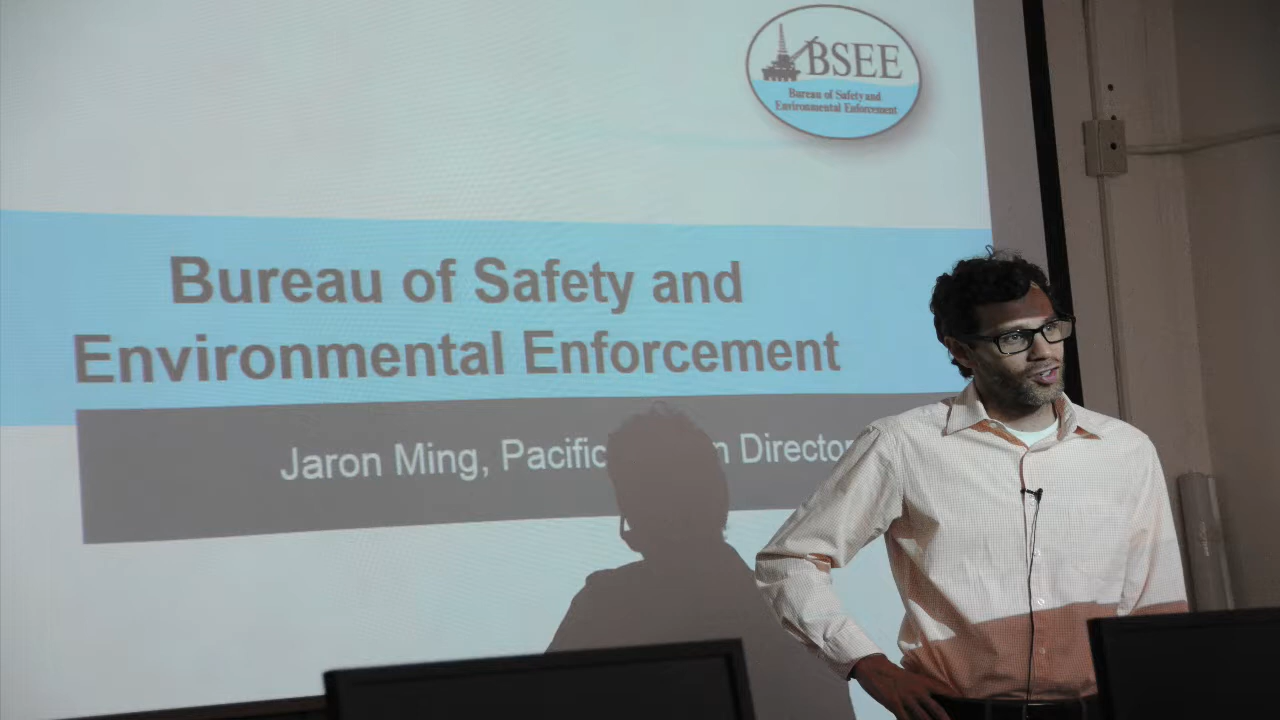 BSEE
Bureau of Safety and
Environmental Enforcement
Bureau of Safety and
Environmental Enforcement
Jaron Ming, Pacific Director